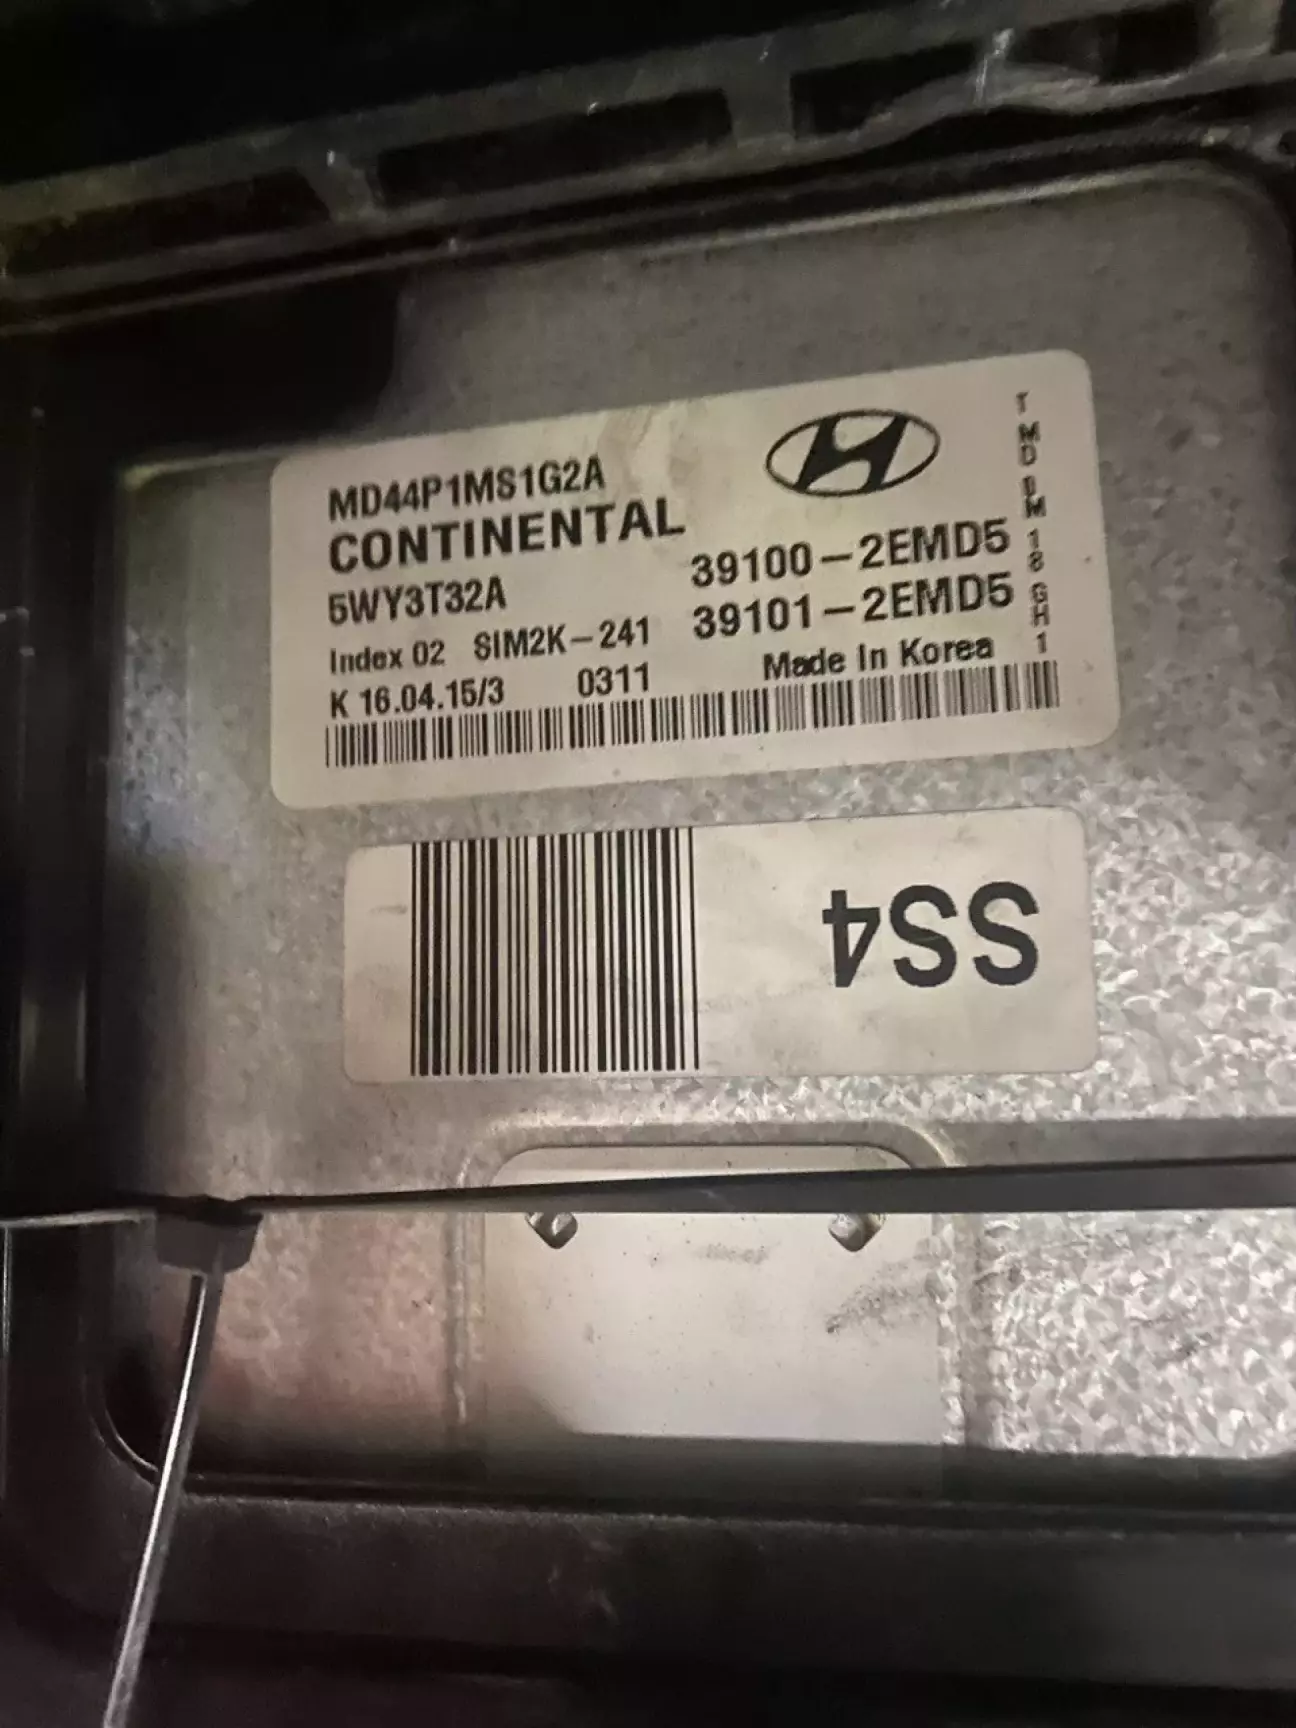 MD44P1MS1G2A
CONTINENTAL
5WY3T32A
39100-2EMD5
Index 02 SIM2K-241
39101-2EMD5
K 16.04.15/3 0311 Made In Korea
TMDDM18GH1
SS4